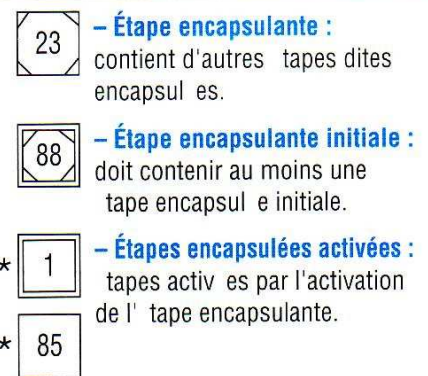 23
– Étape encapsulante :
contient d'autres tapes dites
encapsul es.
88
– Étape encapsulante initiale :
doit contenir au moins une
tape encapsul e initiale.
* 1
– Étapes encapsulées activées :
tapes activ es par l'activation
de l' tape encapsulante.
* 85